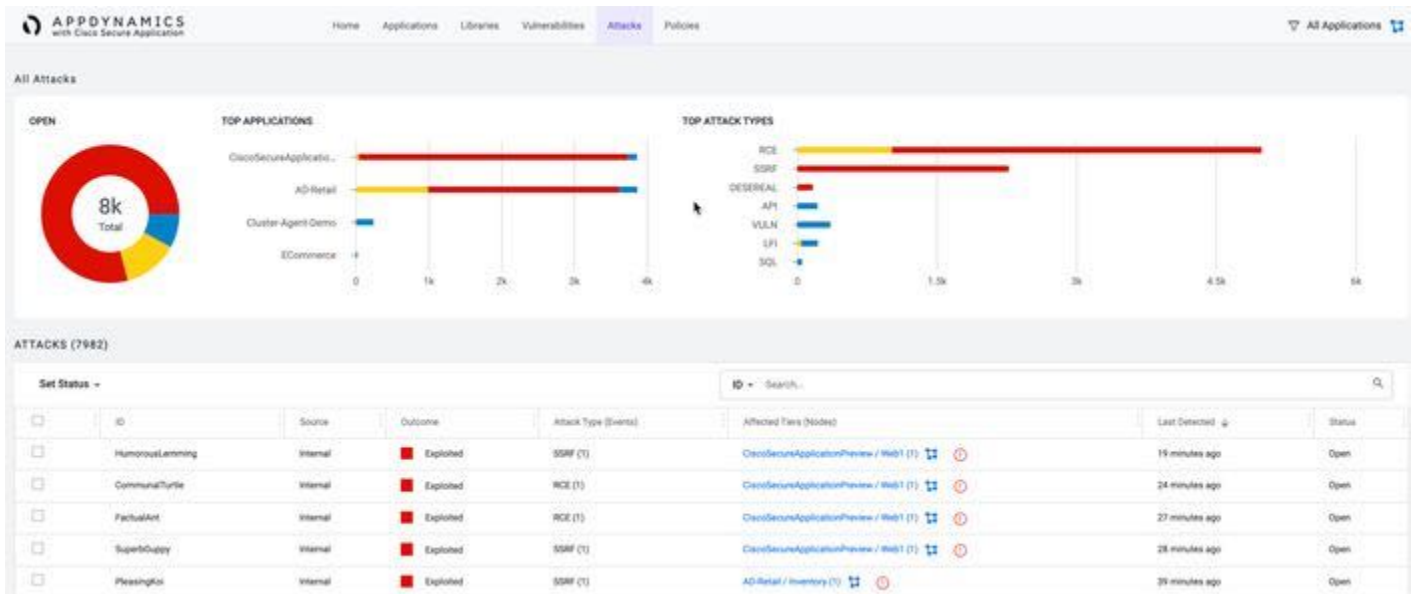 APPDYNAMICS
with Cisco Secure Application
Home Applications Libraries Vulnerabilities Attacks Policies
All Applications
All Attacks
OPEN
8k
Total
TOP APPLICATIONS
CiscoSecureApplicatio...
AD-Retail
Cluster-Agent-Demo
ECommerce
0 1k 2k 3k 4k
TOP ATTACK TYPES
RCE
SSRF
DESEREAL
API
VULN
LFI
SQL
0 1.5k 3k 4.5k 6k
ATTACKS (7982)
Set Status
ID Search...
ID Source Outcome Attack Type (Events) Affected Tiers (Nodes) Last Detected Status
HumorousLemming Internal Exploited SSRF (1) CiscoSecureApplicationPreview / Web1 (1) 19 minutes ago Open
CommunalTurtle Internal Exploited RCE (1) CiscoSecureApplicationPreview / Web1 (1) 24 minutes ago Open
FactualAnt Internal Exploited RCE (1) CiscoSecureApplicationPreview / Web1 (1) 27 minutes ago Open
SuperbGuppy Internal Exploited SSRF (1) CiscoSecureApplicationPreview / Web1 (1) 28 minutes ago Open
PleasingKoi Internal Exploited SSRF (1) AD-Retail / Inventory (1) 39 minutes ago Open